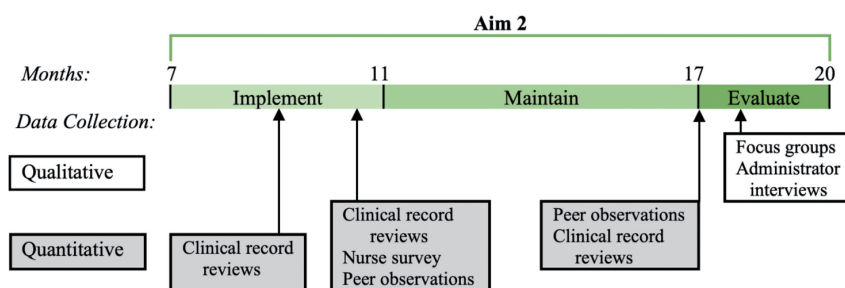 Aim 2
Months:
7
11
17
20
Implement
Maintain
Evaluate
Data Collection:
Qualitative
Focus groups
Administrator
interviews
Quantitative
Clinical record
reviews
Clinical record
reviews
Nurse survey
Peer observations
Peer observations
Clinical record
reviews